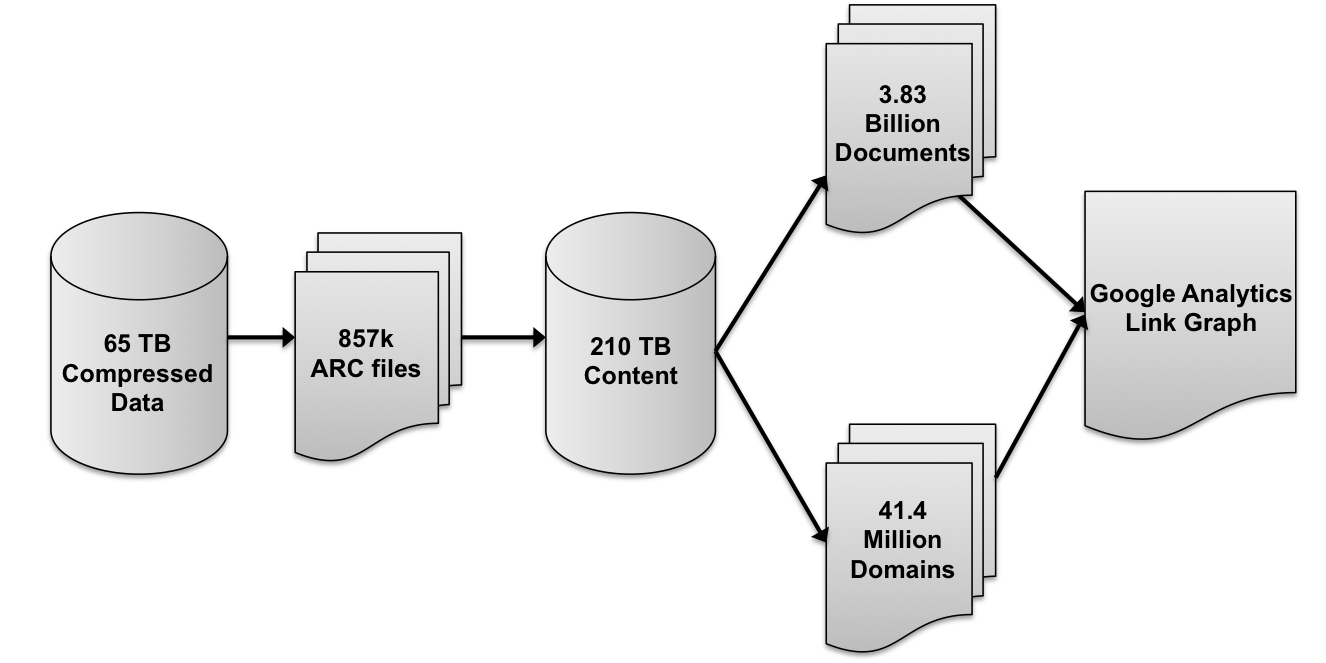 65 TB
Compressed
Data
857k
ARC files
210 TB
Content
3.83
Billion
Documents
41.4
Million
Domains
Google Analytics
Link Graph